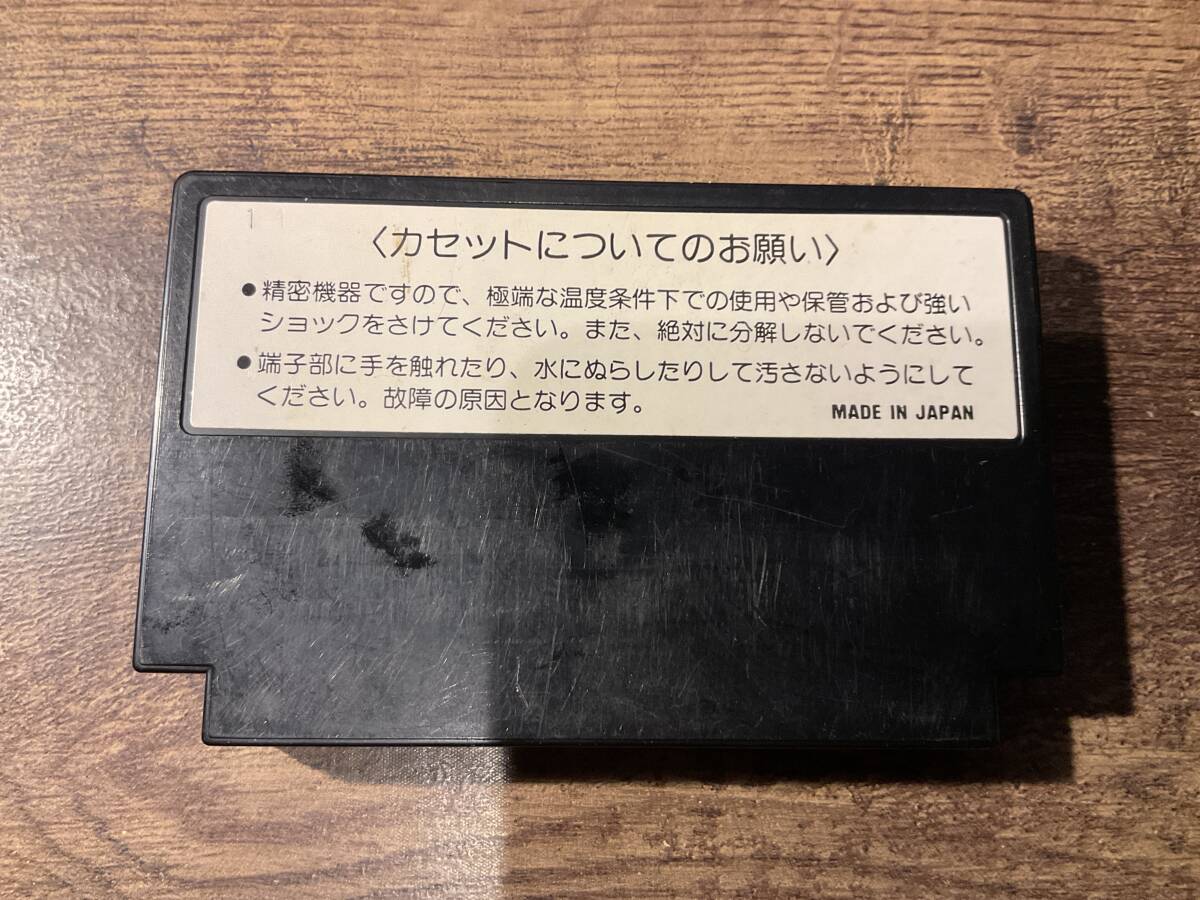 〈カセットについてのお願い〉
●精密機器ですので、極端な温度条件下での使用や保管および強い
ショックをさけてください。また、絶対に分解しないでください。
●端子部に手を触れたり、水にぬらしたりして汚さないようにして
ください。故障の原因となります。
MADE IN JAPAN